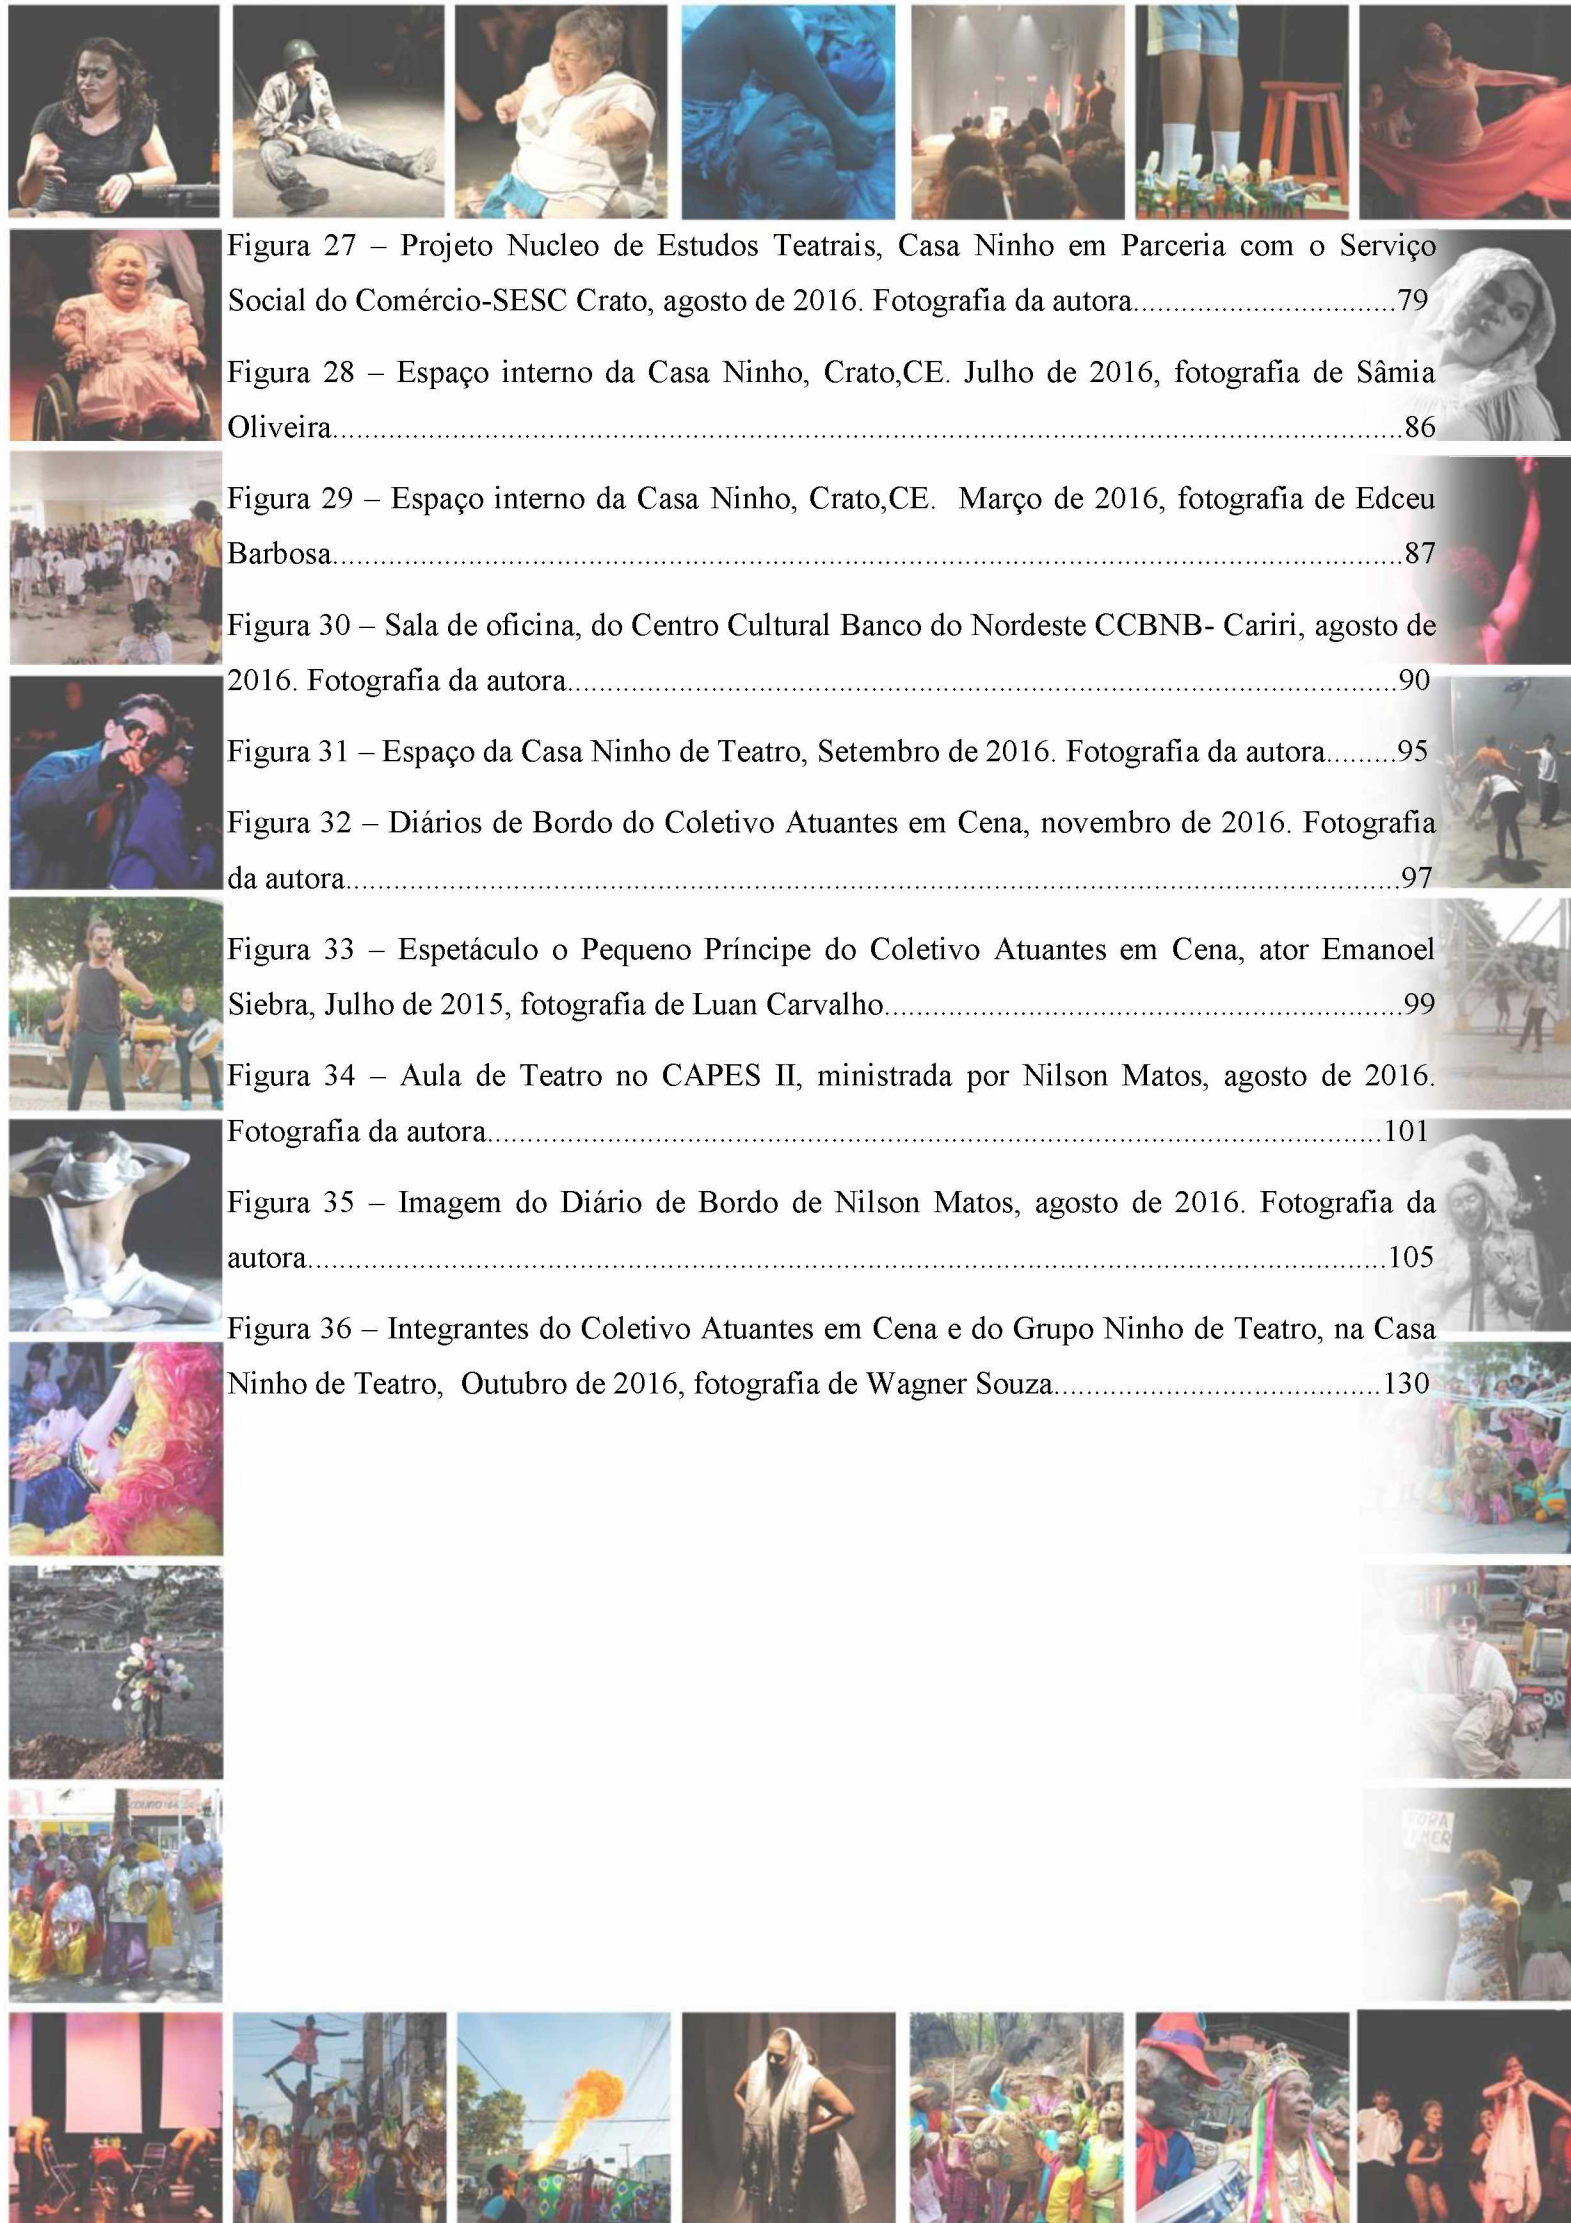 Figura 27 – Projeto Nucleo de Estudos Teatrais, Casa Ninho em Parceria com o Serviço
Social do Comércio-SESC Crato, agosto de 2016. Fotografia da autora.................................79
Figura 28 – Espaço interno da Casa Ninho, Crato,CE. Julho de 2016, fotografia de Sâmia
Oliveira.......................................................................................................................................86
Figura 29 – Espaço interno da Casa Ninho, Crato,CE. Março de 2016, fotografia de Edceu
Barbosa.......................................................................................................................................87
Figura 30 – Sala de oficina, do Centro Cultural Banco do Nordeste CCBNB- Cariri, agosto de
2016. Fotografia da autora........................................................................................................90
Figura 31 – Espaço da Casa Ninho de Teatro, Setembro de 2016. Fotografia da autora.........95
Figura 32 – Diários de Bordo do Coletivo Atuantes em Cena, novembro de 2016. Fotografia
da autora.....................................................................................................................................97
Figura 33 – Espetáculo o Pequeno Príncipe do Coletivo Atuantes em Cena, ator Emanoel
Siebra, Julho de 2015, fotografia de Luan Carvalho.................................................................99
Figura 34 – Aula de Teatro no CAPES II, ministrada por Nilson Matos, agosto de 2016.
Fotografia da autora.................................................................................................................101
Figura 35 – Imagem do Diário de Bordo de Nilson Matos, agosto de 2016. Fotografia da
autora........................................................................................................................................105
Figura 36 – Integrantes do Coletivo Atuantes em Cena e do Grupo Ninho de Teatro, na Casa
Ninho de Teatro, Outubro de 2016, fotografia de Wagner Souza.........................................130
FORA